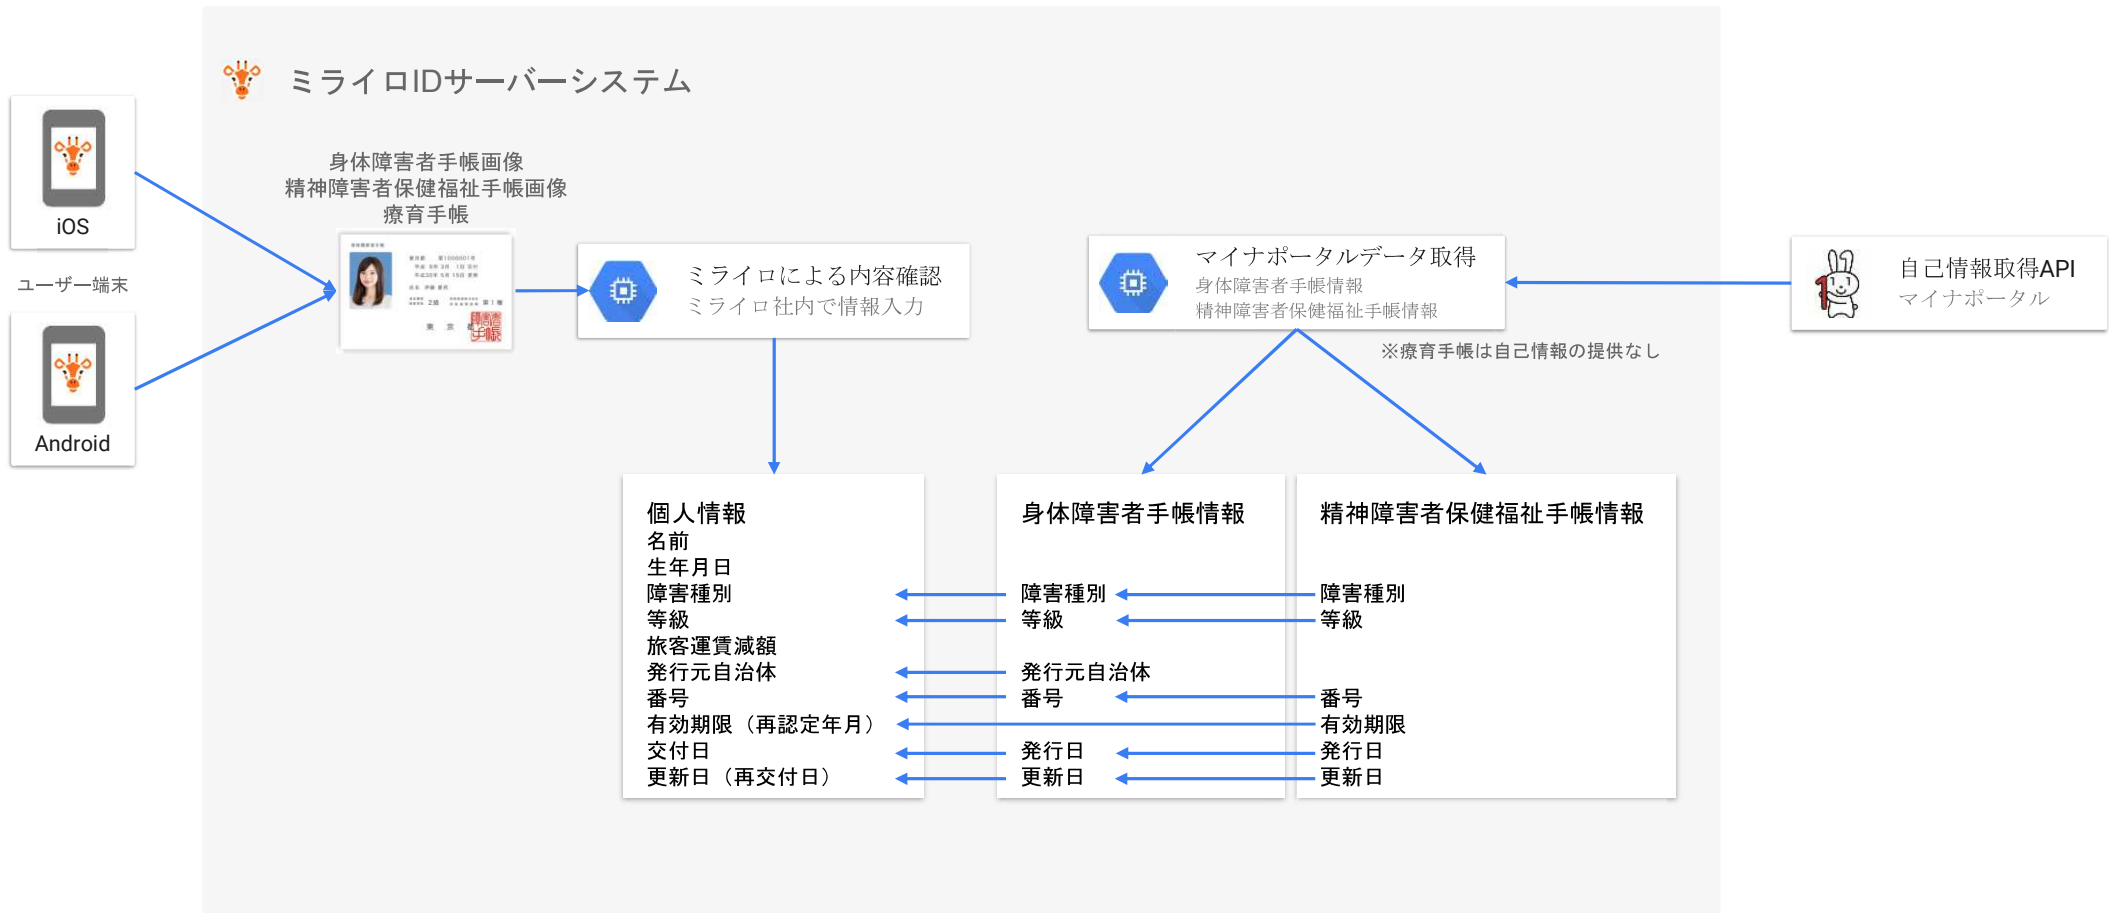 ミライロIDサーバーシステム
iOS
ユーザー端末
Android
身体障害者手帳画像
精神障害者保健福祉手帳画像
療育手帳
ミライロによる内容確認
ミライロ社内で情報入力
マイナポータルデータ取得
身体障害者手帳情報
精神障害者保健福祉手帳情報
※療育手帳は自己情報の提供なし
自己情報取得API
マイナポータル
個人情報
名前
生年月日
障害種別
等級
旅客運賃減額
発行元自治体
番号
有効期限（再認定年月）
交付日
更新日（再交付日）
身体障害者手帳情報
障害種別
等級
発行元自治体
番号
発行日
更新日
精神障害者保健福祉手帳情報
障害種別
等級
番号
有効期限
発行日
更新日